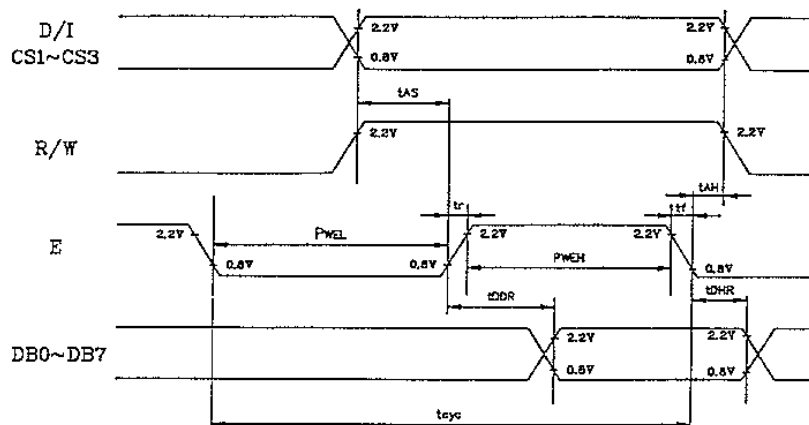 D/I
CS1~CS3
2.2V
2.2V
0.8V
0.8V
tAS
R/W
2.2V
2.2V
tAH
tr
tf
E
2.2V
PWEL
2.2V
2.2V
0.8V
0.8V
PWEH
0.8V
tDDR
tDHR
DB0~DB7
2.2V
2.2V
0.8V
0.8V
tcyc